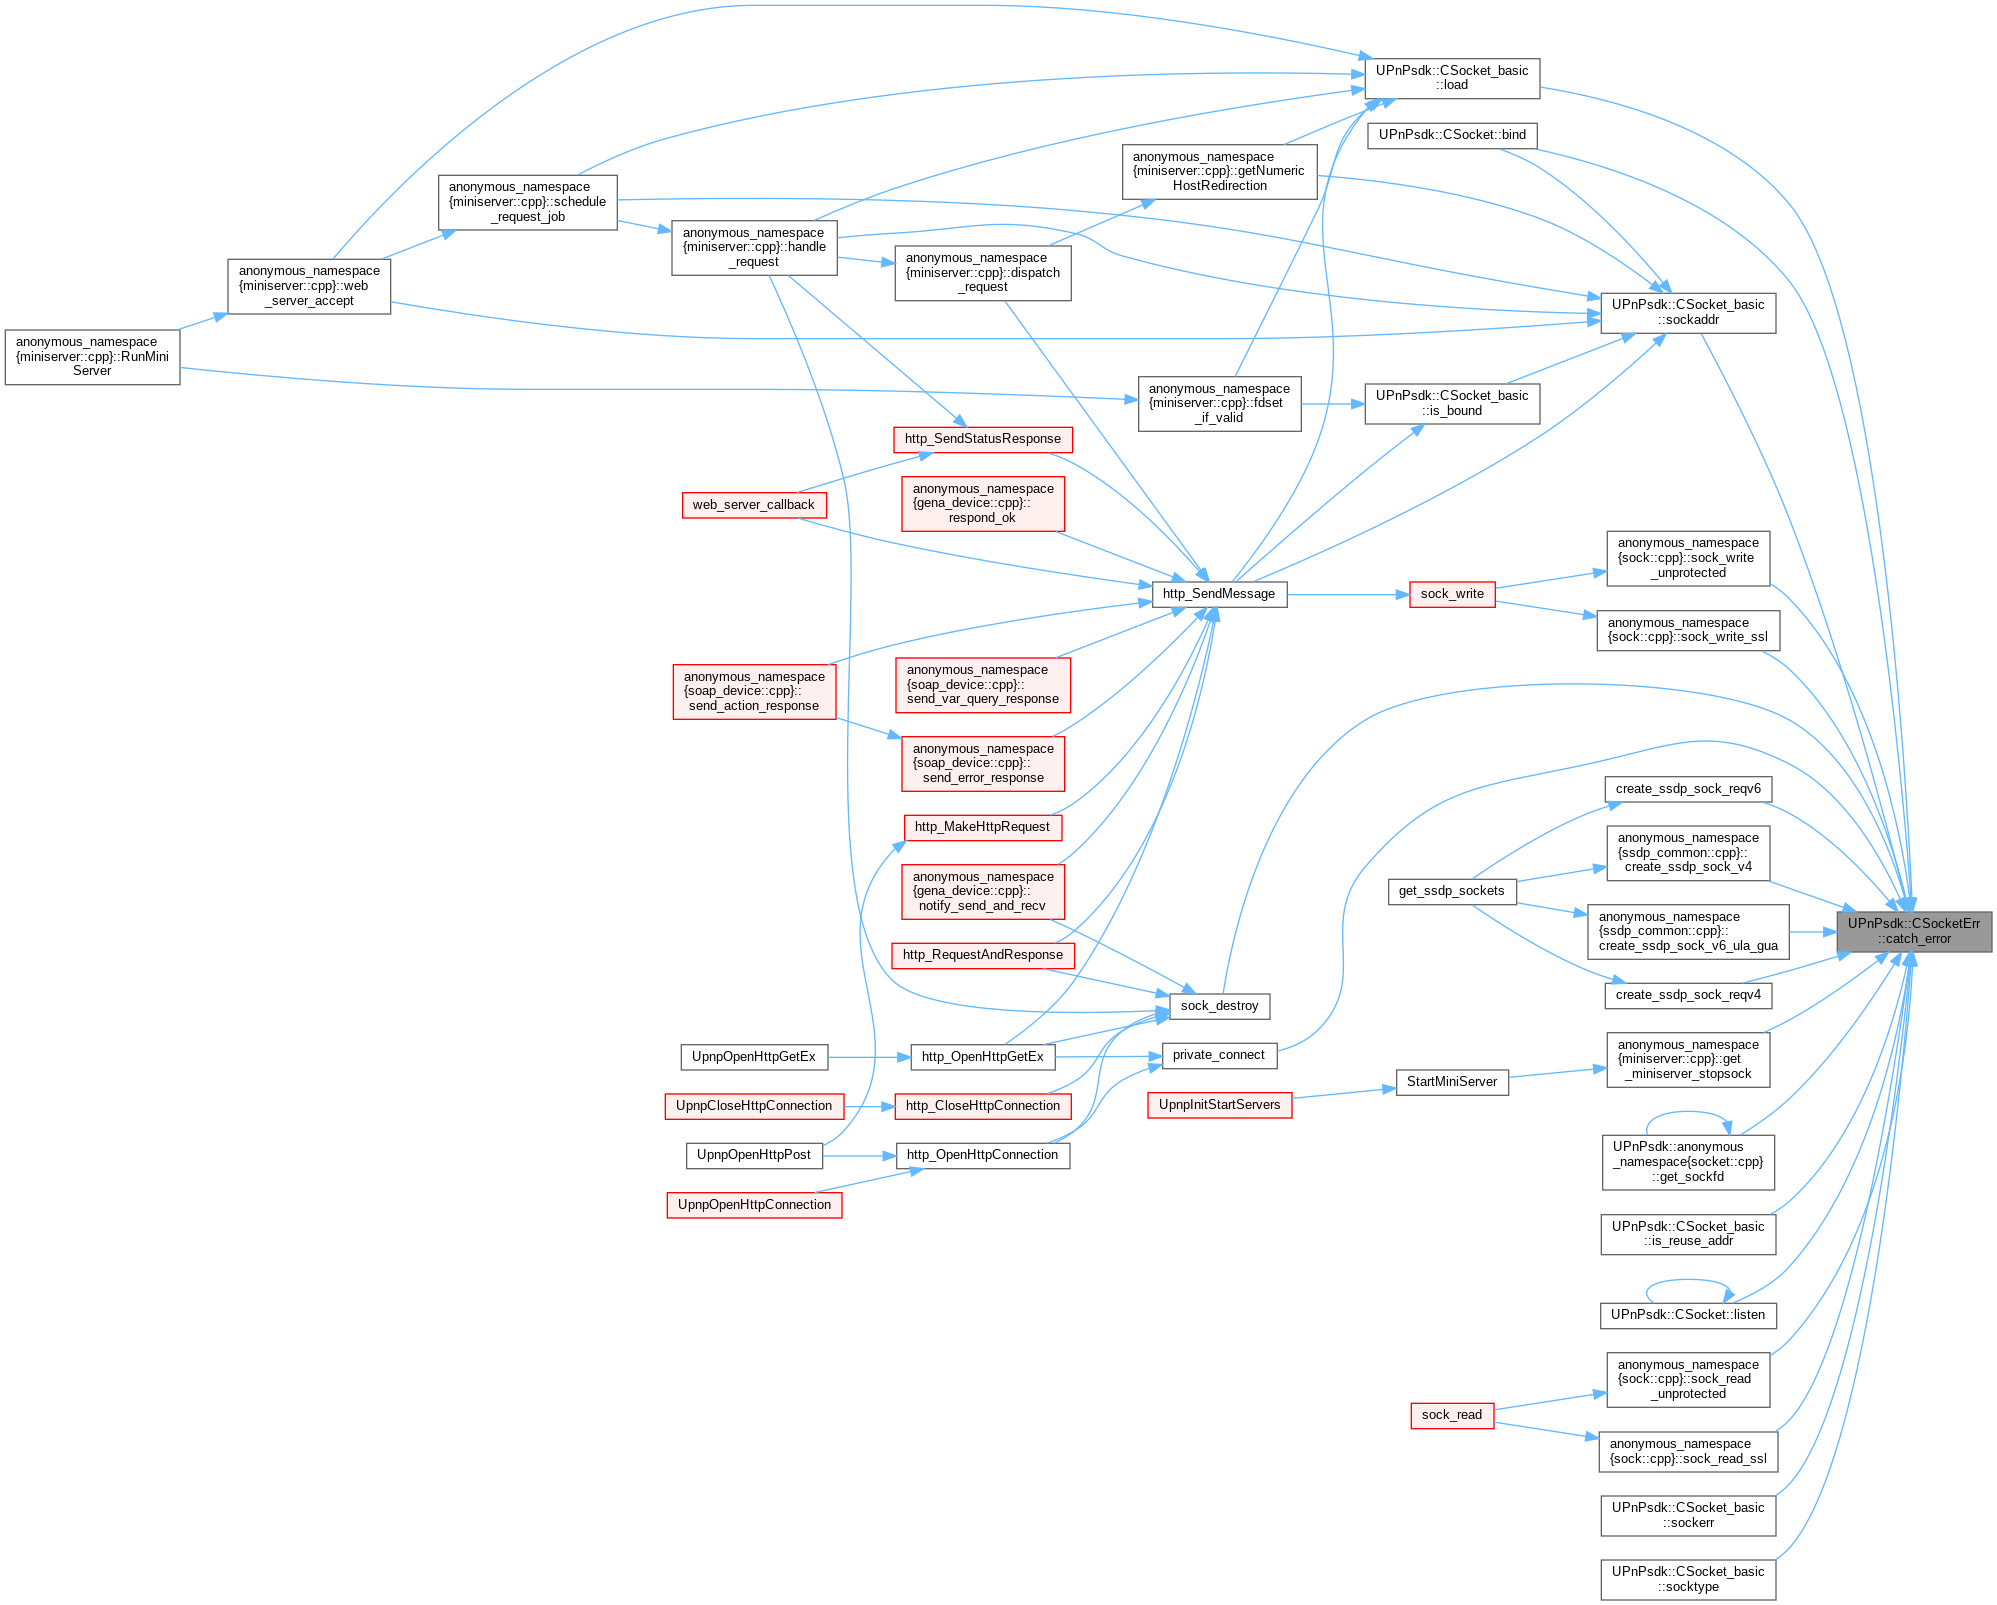 UPnPsdk::CSocket_basic
::load
UPnPsdk::CSocket::bind
anonymous_namespace
{miniserver::cpp}::getNumeric
HostRedirection
anonymous_namespace
{miniserver::cpp}::schedule
_request_job
anonymous_namespace
{miniserver::cpp}::handle
_request
anonymous_namespace
{miniserver::cpp}::dispatch
_request
anonymous_namespace
{miniserver::cpp}::web
_server_accept
UPnPsdk::CSocket_basic
::sockaddr
anonymous_namespace
{miniserver::cpp}::RunMini
Server
anonymous_namespace
{miniserver::cpp}::fdset
_if_valid
UPnPsdk::CSocket_basic
::is_bound
http_SendStatusResponse
web_server_callback
anonymous_namespace
{gena_device::cpp}::
respond_ok
anonymous_namespace
{sock::cpp}::sock_write
_unprotected
http_SendMessage
sock_write
anonymous_namespace
{sock::cpp}::sock_write_ssl
anonymous_namespace
{soap_device::cpp}::
send_action_response
anonymous_namespace
{soap_device::cpp}::
send_var_query_response
anonymous_namespace
{soap_device::cpp}::
send_error_response
create_ssdp_sock_reqv6
http_MakeHttpRequest
anonymous_namespace
{ssdp_common::cpp}::
create_ssdp_sock_v4
anonymous_namespace
{gena_device::cpp}::
notify_send_and_recv
get_ssdp_sockets
anonymous_namespace
{ssdp_common::cpp}::
create_ssdp_sock_v6_ula_gua
UPnPsdk::CSocketErr
::catch_error
http_RequestAndResponse
create_ssdp_sock_reqv4
sock_destroy
UpnpOpenHttpGetEx
http_OpenHttpGetEx
private_connect
anonymous_namespace
{miniserver::cpp}::get
_miniserver_stopsock
StartMiniServer
UpnpCloseHttpConnection
http_CloseHttpConnection
UpnpInitStartServers
UpnpOpenHttpPost
http_OpenHttpConnection
UPnPsdk::anonymous
_namespace{socket::cpp}
::get_sockfd
UpnpOpenHttpConnection
UPnPsdk::CSocket_basic
::is_reuse_addr
UPnPsdk::CSocket::listen
anonymous_namespace
{sock::cpp}::sock_read
_unprotected
sock_read
anonymous_namespace
{sock::cpp}::sock_read_ssl
UPnPsdk::CSocket_basic
::sockerr
UPnPsdk::CSocket_basic
::socktype